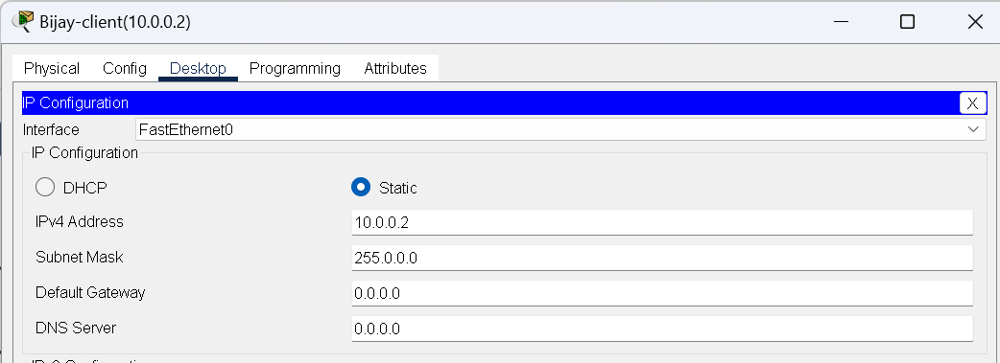 Bijay-client(10.0.0.2)
Physical Config Desktop Programming Attributes
IP Configuration X
Interface FastEthernet0
IP Configuration
DHCP Static
IPv4 Address 10.0.0.2
Subnet Mask 255.0.0.0
Default Gateway 0.0.0.0
DNS Server 0.0.0.0